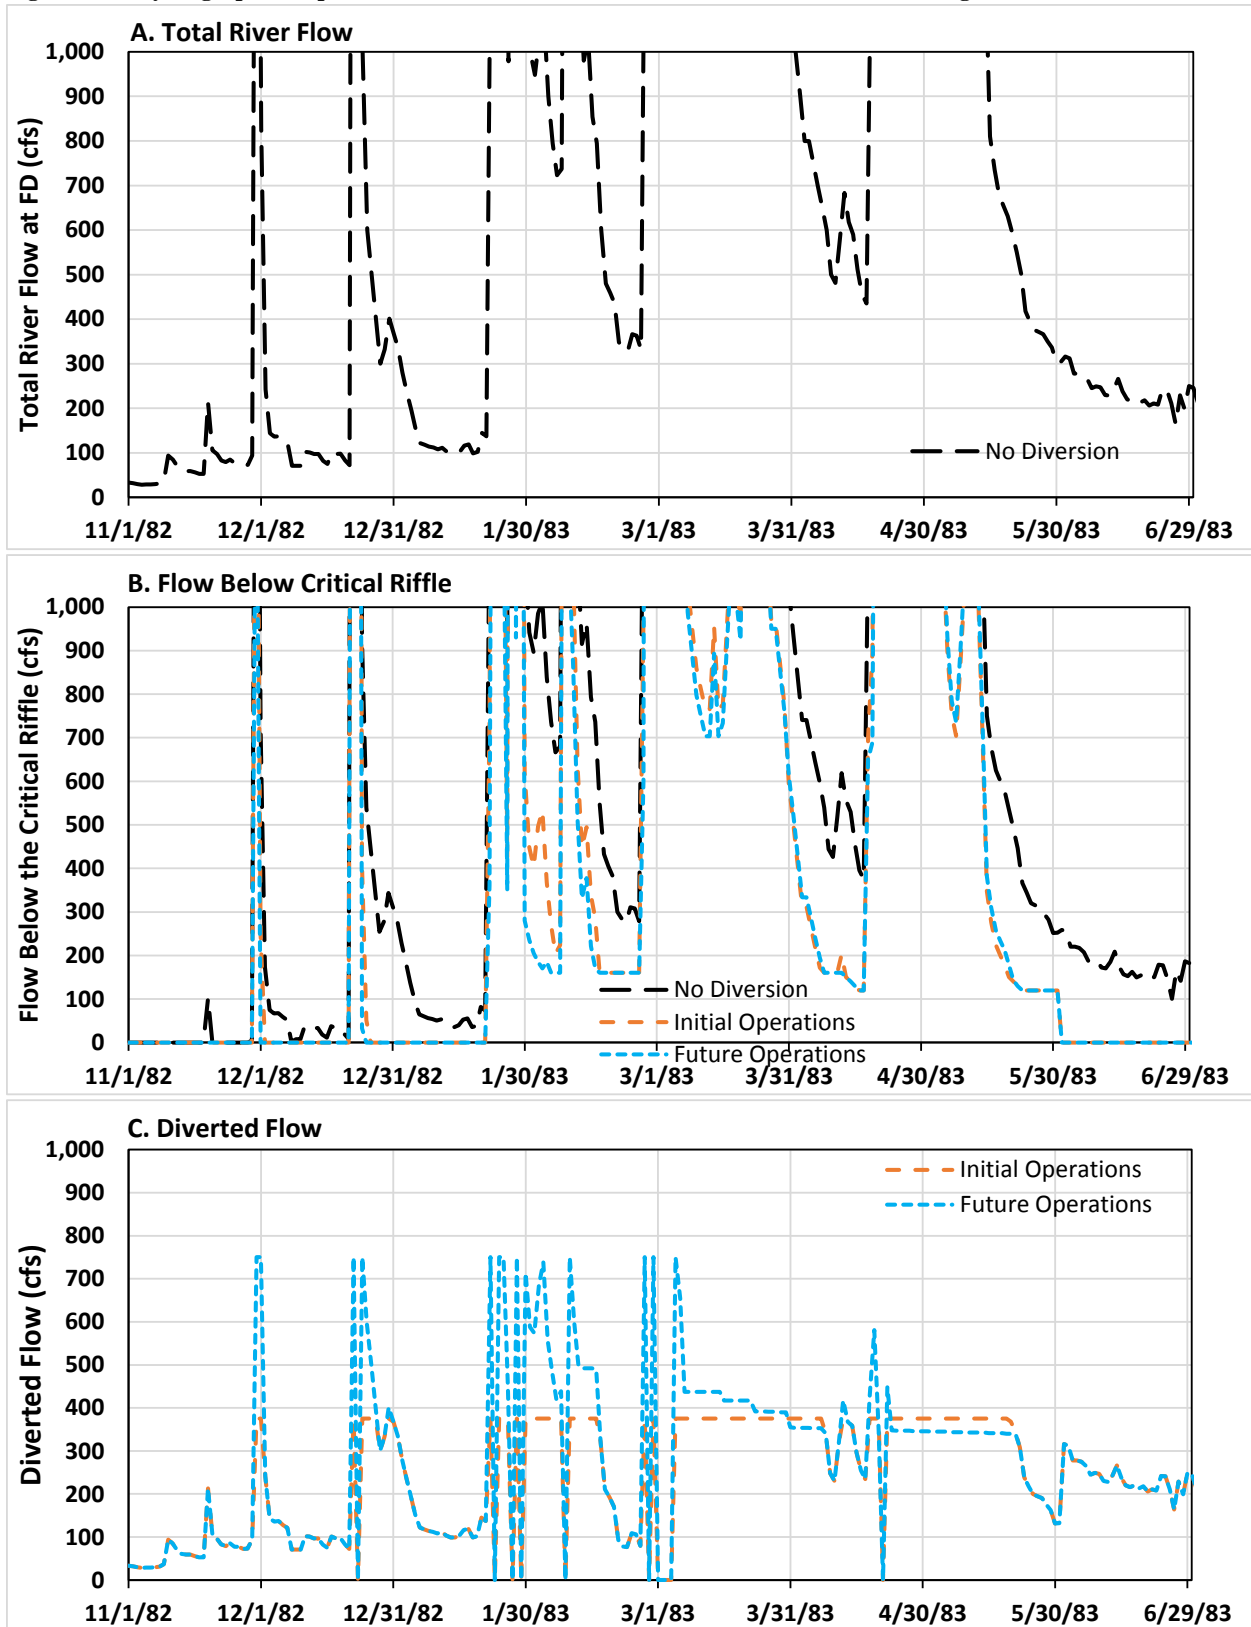 A. Total River Flow
Total River Flow at FD (cfs)
1,000
900
800
700
600
500
400
300
200
100
0
No Diversion
11/1/82 12/1/82 12/31/82 1/30/83 3/1/83 3/31/83 4/30/83 5/30/83 6/29/83
B. Flow Below Critical Riffle
Flow Below the Critical Riffle (cfs)
1,000
900
800
700
600
500
400
300
200
100
0
No Diversion
Initial Operations
Future Operations
11/1/82 12/1/82 12/31/82 1/30/83 3/1/83 3/31/83 4/30/83 5/30/83 6/29/83
C. Diverted Flow
Diverted Flow (cfs)
1,000
900
800
700
600
500
400
300
200
100
0
Initial Operations
Future Operations
11/1/82 12/1/82 12/31/82 1/30/83 3/1/83 3/31/83 4/30/83 5/30/83 6/29/83